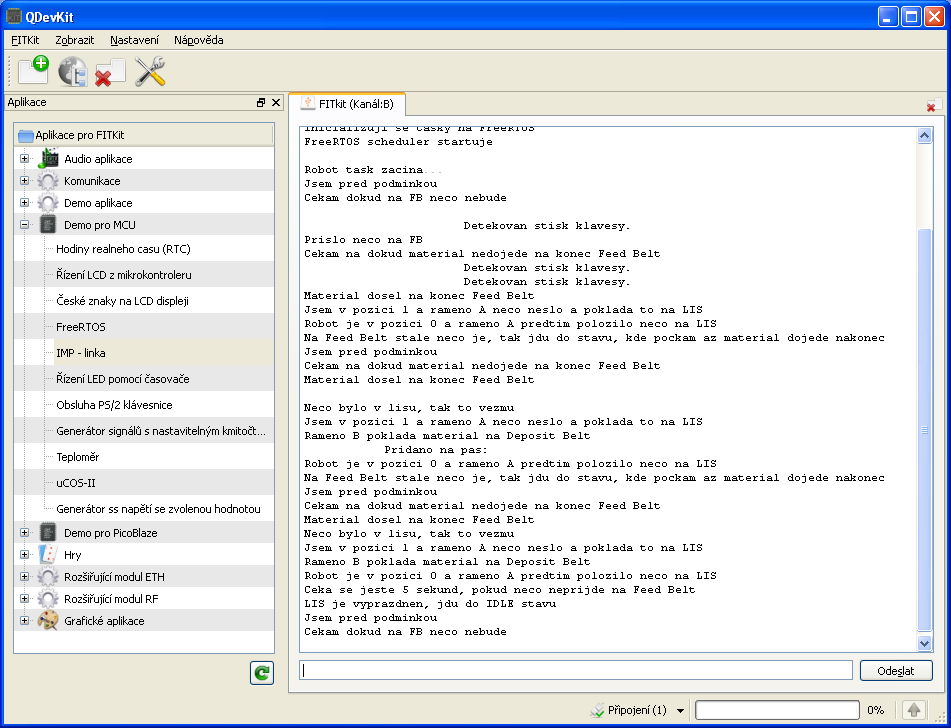 QDevKit
FITKit Zobrazit Nastavení Nápověda
Aplikace
FITkit (Kanál:B)
Aplikace pro FITKit
Audio aplikace
Komunikace
Demo aplikace
Demo pro MCU
Hodiny realneho casu (RTC)
Řízení LCD z mikrokontroleru
České znaky na LCD displeji
FreeRTOS
IMP - linka
Řízení LED pomocí časovače
Obsluha PS/2 klávesnice
Generátor signálů s nastavitelným kmitočt...
Teploměr
uCOS-II
Generátor ss napětí se zvolenou hodnotou
Demo pro PicoBlaze
Hry
Rozšiřující modul ETH
Rozšiřující modul RF
Grafické aplikace
Inicializuji se tasky na FreeRTOS
FreeRTOS scheduler startuje
Robot task zacina...
Jsem pred podminkou
Cekam dokud na FB neco nebude
Detekovan stisk klavesy.
Prislo neco na FB
Cekam na dokud material nedojede na konec Feed Belt
Detekovan stisk klavesy.
Detekovan stisk klavesy.
Material dosel na konec Feed Belt
Jsem v pozici 1 a rameno A neco neslo a poklada to na LIS
Robot je v pozici 0 a rameno A predtim polozilo neco na LIS
Na Feed Belt stale neco je, tak jdu do stavu, kde pockam az material dojede nakonec
Jsem pred podminkou
Cekam na dokud material nedojede na konec Feed Belt
Material dosel na konec Feed Belt
Neco bylo v lisu, tak to vezmu
Jsem v pozici 1 a rameno A neco neslo a poklada to na LIS
Rameno B poklada material na Deposit Belt
Pridano na pas:
Robot je v pozici 0 a rameno A predtim polozilo neco na LIS
Na Feed Belt stale neco je, tak jdu do stavu, kde pockam az material dojede nakonec
Jsem pred podminkou
Cekam na dokud material nedojede na konec Feed Belt
Material dosel na konec Feed Belt
Neco bylo v lisu, tak to vezmu
Jsem v pozici 1 a rameno A neco neslo a poklada to na LIS
Rameno B poklada material na Deposit Belt
Robot je v pozici 0 a rameno A predtim polozilo neco na LIS
Ceka se jeste 5 sekund, pokud neco neprijde na Feed Belt
LIS je vyprazdnen, jdu do IDLE stavu
Jsem pred podminkou
Cekam dokud na FB neco nebude
Odeslat
Připojení (1) 0%